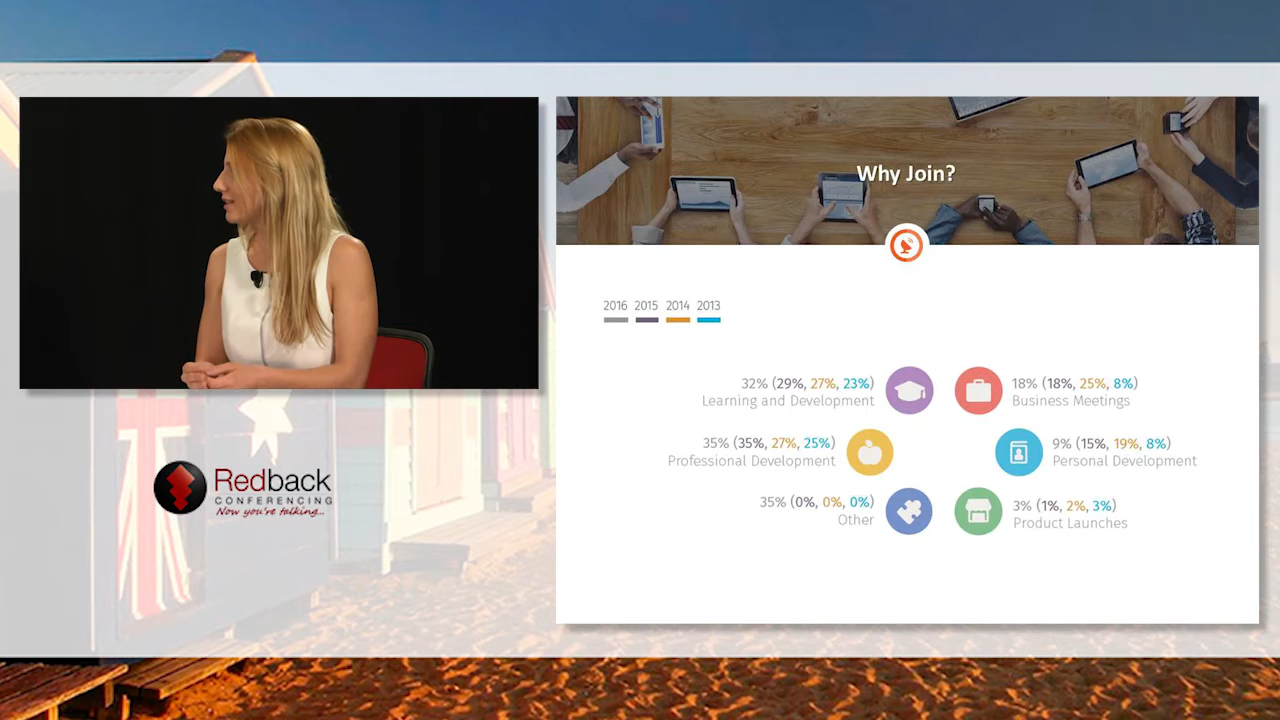 Why Join?
2016 2015 2014 2013
32% (29%, 27%, 23%)
Learning and Development
18% (18%, 25%, 8%)
Business Meetings
35% (35%, 27%, 25%)
Professional Development
9% (15%, 19%, 8%)
Personal Development
35% (0%, 0%, 0%)
Other
3% (1%, 2%, 3%)
Product Launches
Redback
CONFERENCING
Now you're talking...